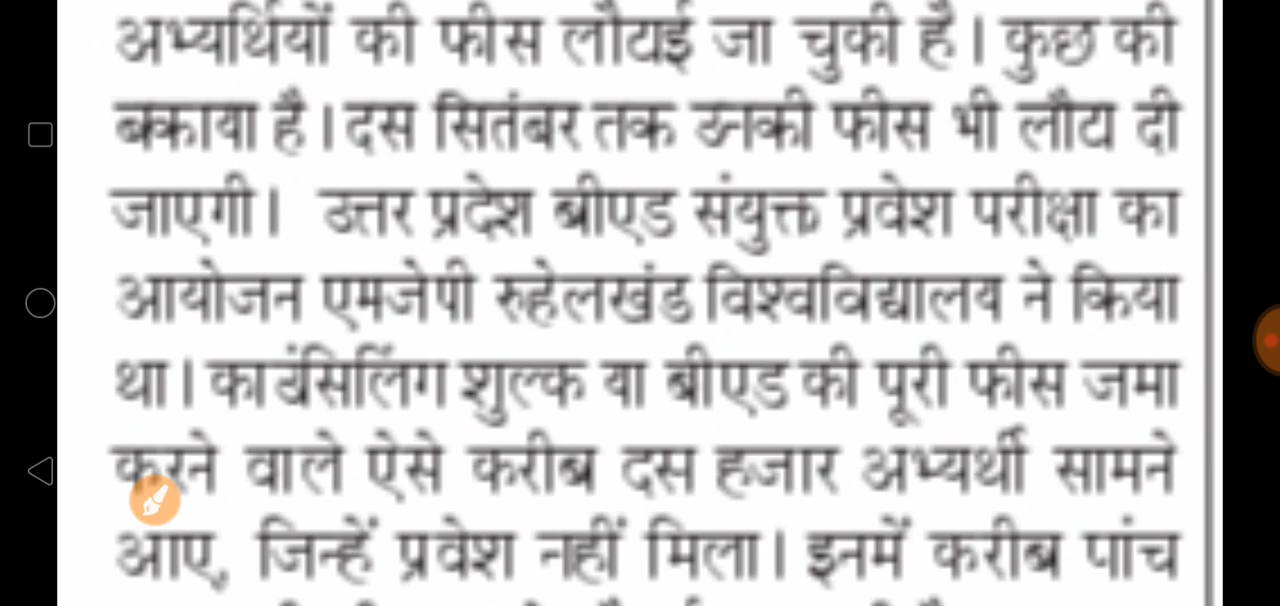 अभ्यर्थियों की फीस लौटाई जा चुकी है। कुछ की
बकाया है। दस सितंबर तक उनकी फीस भी लौटा दी
जाएगी। उत्तर प्रदेश बीएड संयुक्त प्रवेश परीक्षा का
आयोजन एमजेपी रुहेलखंड विश्वविद्यालय ने किया
था। काउंसिलिंग शुल्क या बीएड की पूरी फीस जमा
करने वाले ऐसे करीब दस हजार अभ्यर्थी सामने
आए, जिन्हें प्रवेश नहीं मिला। इनमें करीब पांच